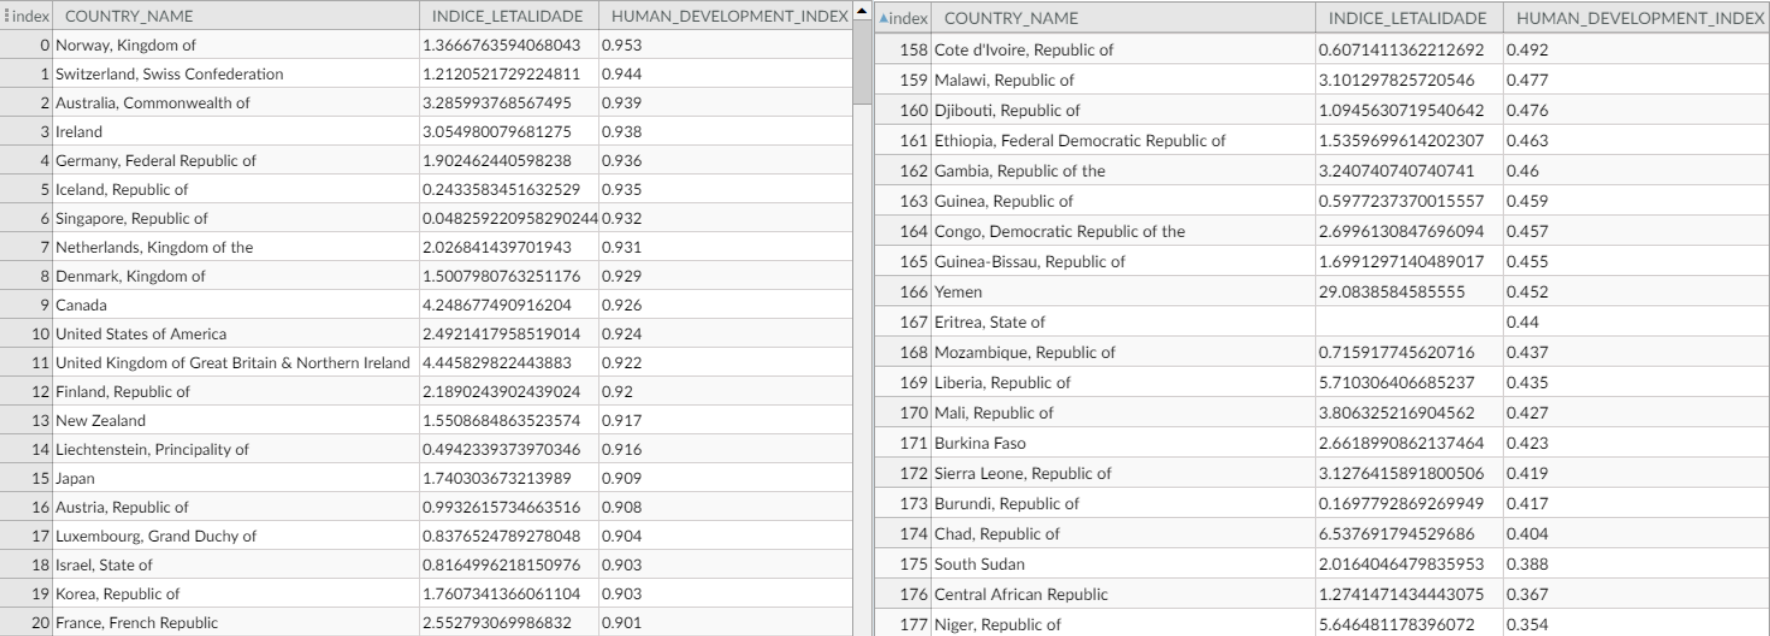 index COUNTRY_NAME INDICE_LETALIDADE HUMAN_DEVELOPMENT_INDEX
0 Norway, Kingdom of 1.3666763594068043 0.953
1 Switzerland, Swiss Confederation 1.2120521729224811 0.944
2 Australia, Commonwealth of 3.285993768567495 0.939
3 Ireland 3.054980079681275 0.938
4 Germany, Federal Republic of 1.902462440598238 0.936
5 Iceland, Republic of 0.2433583451632529 0.935
6 Singapore, Republic of 0.048259220958290244 0.932
7 Netherlands, Kingdom of the 2.026841439701943 0.931
8 Denmark, Kingdom of 1.5007980763251176 0.929
9 Canada 4.248677490916204 0.926
10 United States of America 2.4921417958519014 0.924
11 United Kingdom of Great Britain & Northern Ireland 4.445829822443883 0.922
12 Finland, Republic of 2.1890243902439024 0.92
13 New Zealand 1.5508684863523574 0.917
14 Liechtenstein, Principality of 0.4942339373970346 0.916
15 Japan 1.740303673213989 0.909
16 Austria, Republic of 0.9932615734663516 0.908
17 Luxembourg, Grand Duchy of 0.8376524789278048 0.904
18 Israel, State of 0.8164996218150976 0.903
19 Korea, Republic of 1.7607341366061104 0.903
20 France, French Republic 2.552793069986832 0.901
index COUNTRY_NAME INDICE_LETALIDADE HUMAN_DEVELOPMENT_INDEX
158 Cote d'Ivoire, Republic of 0.6071411362212692 0.492
159 Malawi, Republic of 3.101297825720546 0.477
160 Djibouti, Republic of 1.0945630719540642 0.476
161 Ethiopia, Federal Democratic Republic of 1.5359699614202307 0.463
162 Gambia, Republic of the 3.240740740740741 0.46
163 Guinea, Republic of 0.5977237370015557 0.459
164 Congo, Democratic Republic of the 2.6996130847696094 0.457
165 Guinea-Bissau, Republic of 1.6991297140489017 0.455
166 Yemen 29.0838584585555 0.452
167 Eritrea, State of 0.44
168 Mozambique, Republic of 0.715917745620716 0.437
169 Liberia, Republic of 5.710306406685237 0.435
170 Mali, Republic of 3.806325216904562 0.427
171 Burkina Faso 2.6618990862137464 0.423
172 Sierra Leone, Republic of 3.1276415891800506 0.419
173 Burundi, Republic of 0.1697792869269949 0.417
174 Chad, Republic of 6.537691794529686 0.404
175 South Sudan 2.0164046479835953 0.388
176 Central African Republic 1.2741471434443075 0.367
177 Niger, Republic of 5.646481178396072 0.354